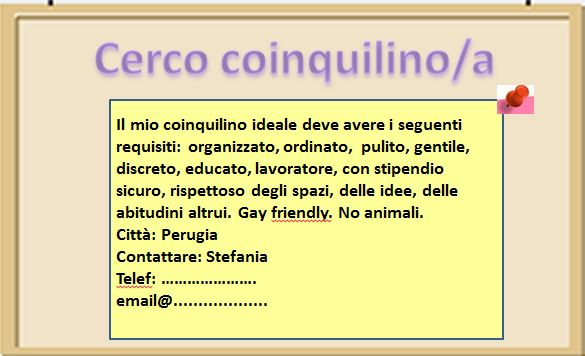 Cerco coinquilino/a
Il mio coinquilino ideale deve avere i seguenti
requisiti: organizzato, ordinato, pulito, gentile,
discreto, educato, lavoratore, con stipendio
sicuro, rispettoso degli spazi, delle idee, delle
abitudini altrui. Gay friendly. No animali.
Città: Perugia
Contattare: Stefania
Telef: ………………….
email@...................